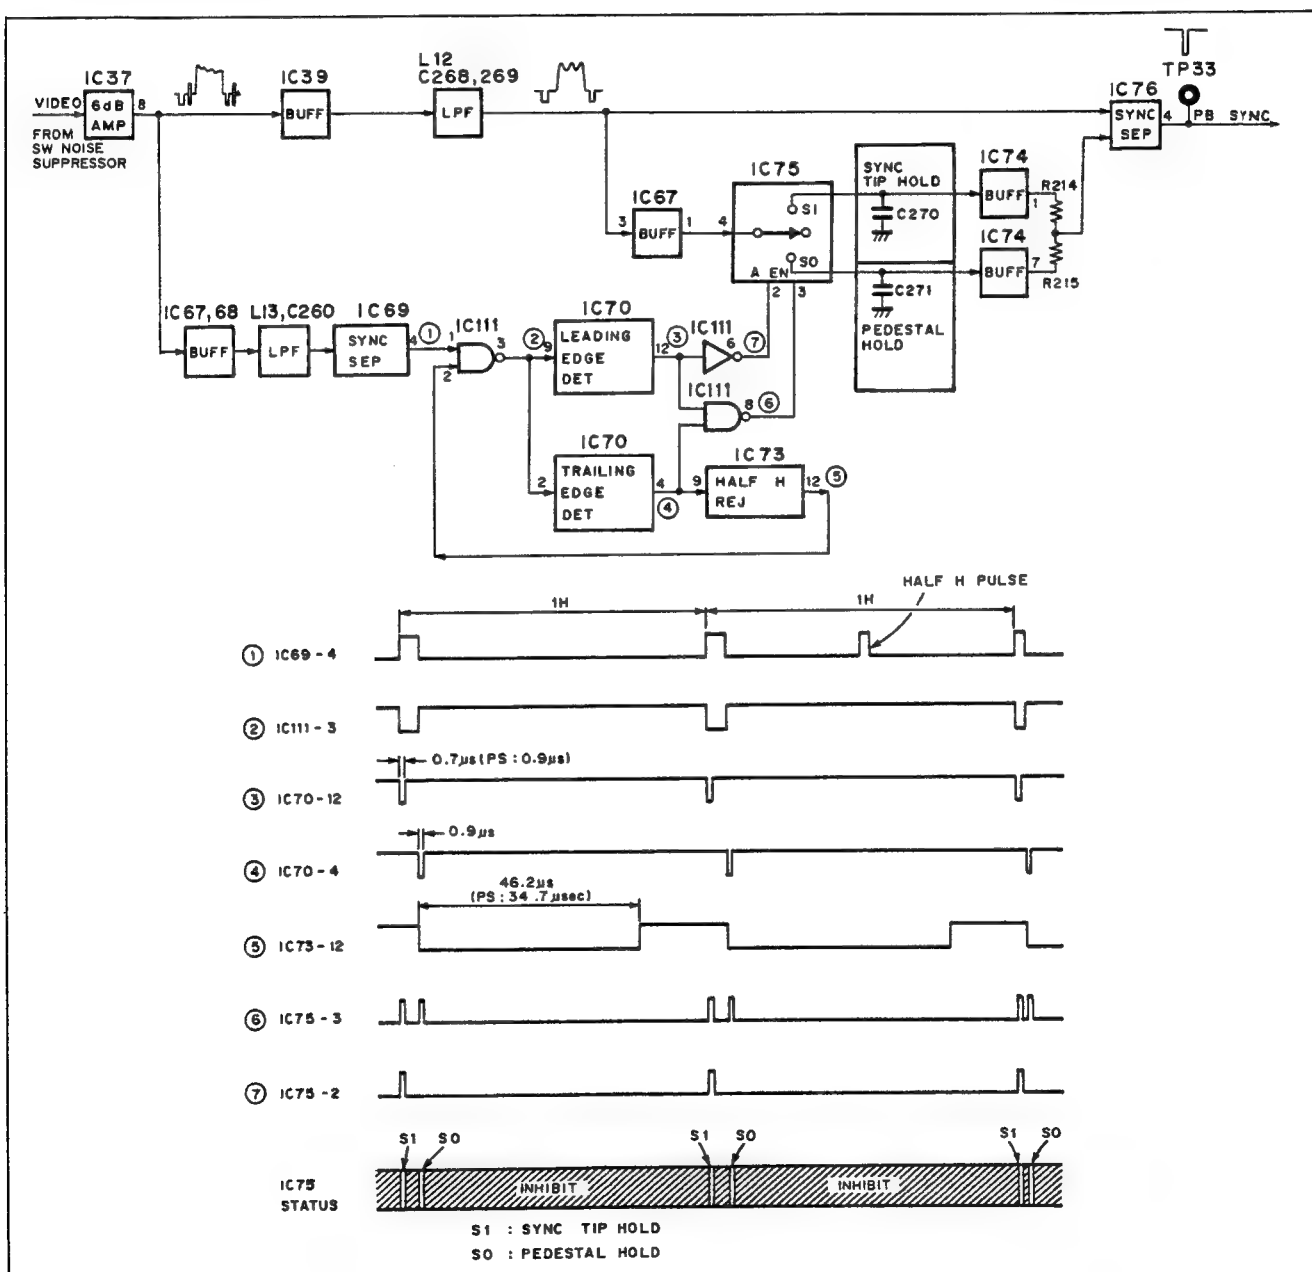 IC37
6dB
AMP
8
VIDEO
FROM
SW NOISE
SUPPRESSOR
IC39
BUFF
L12
C268,269
LPF
TP33
IC76
SYNC
SEP
4
PB SYNC
IC67
3
BUFF
1
IC75
4
S1
S0
A EN
2
3
SYNC
TIP HOLD
C270
C271
PEDESTAL
HOLD
IC74
BUFF
1
R214
IC74
BUFF
7
R215
IC67,68
BUFF
L13,C260
LPF
IC69
SYNC
SEP
4
①
IC111
1
2
3
②
IC70
9
LEADING
EDGE
DET
12
③
IC111
6
⑦
IC111
8
⑥
IC70
2
TRAILING
EDGE
DET
4
④
IC73
9
HALF H
REJ
12
⑤
HALF H PULSE
1H
1H
① IC69-4
② IC111-3
0.7μs(PS:0.9μs)
③ IC70-12
0.9μs
④ IC70-4
46.2μs
(PS:34.7μsec)
⑤ IC73-12
⑥ IC75-3
⑦ IC75-2
S1 S0
S1 S0
S1 S0
IC75
STATUS
INHIBIT
INHIBIT
S1 : SYNC TIP HOLD
S0 : PEDESTAL HOLD